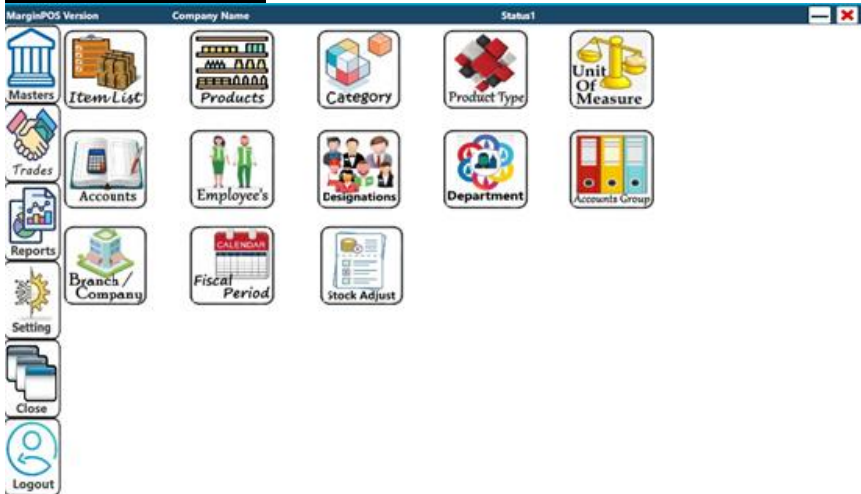 MarginPOS Version Company Name Status1
Masters
Item List
Products
Category
Product Type
Unit
Of
Measure
Trades
Accounts
Employee's
Designations
Department
Accounts Group
Reports
Branch /
Company
CALENDAR
Fiscal
Period
Stock Adjust
Setting
Close
Logout